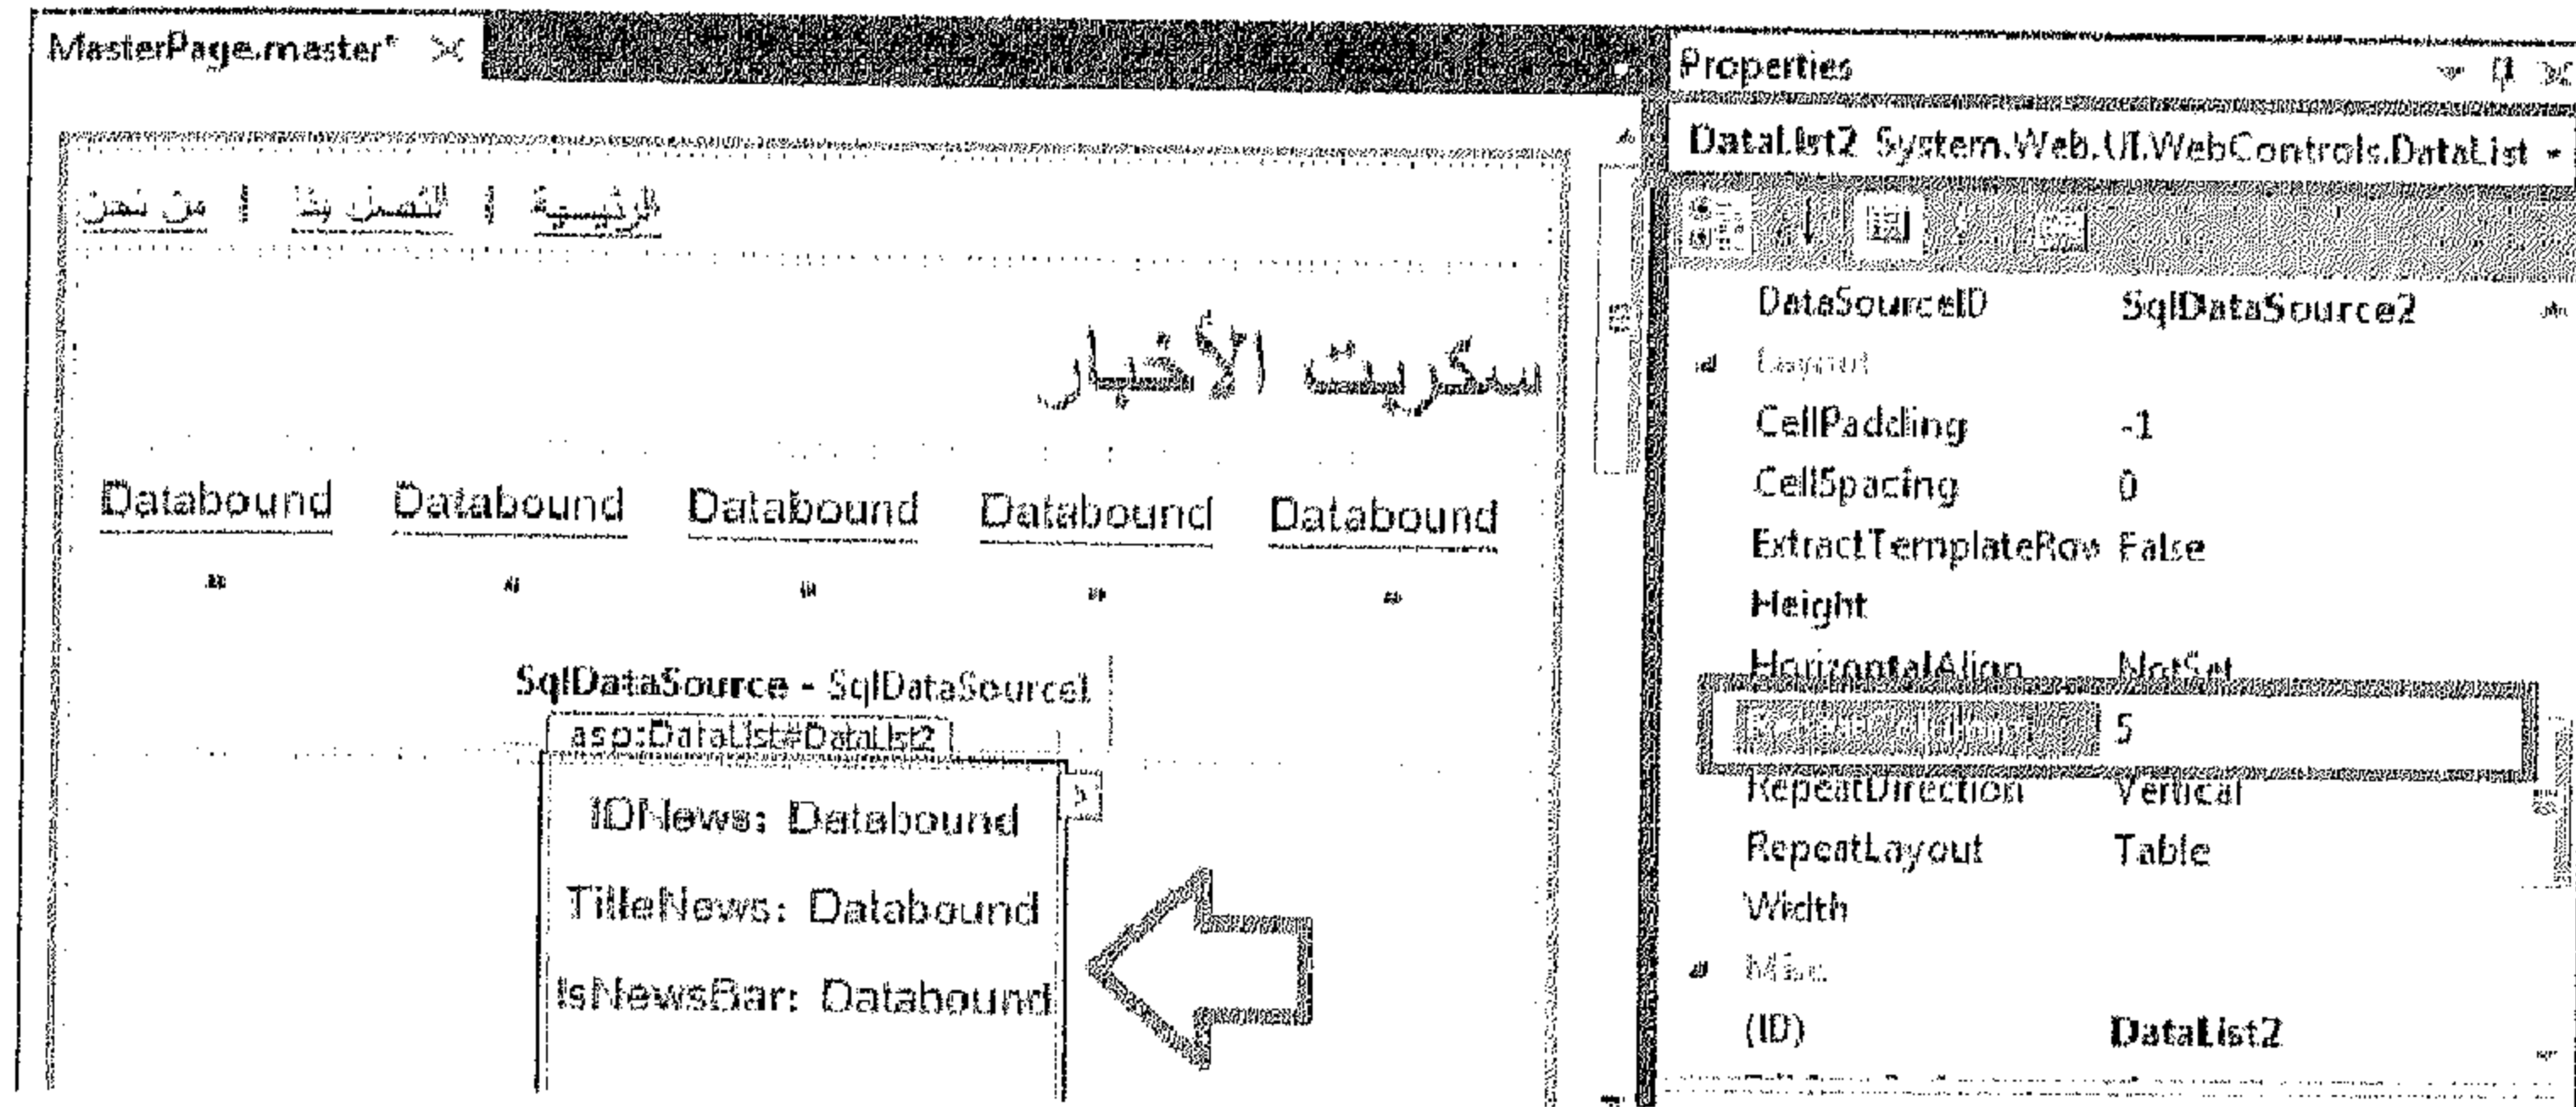 MasterPage.master*
الرئيسية | اتصل بنا | من نحن
سكربت الأخبار
Databound Databound Databound Databound Databound
SqlDataSource - SqlDataSource1
asp:DataList#DataList2
IDNews: Databound
TitleNews: Databound
IsNewsBar: Databound
Properties
DataList2 System.Web.UI.WebControls.DataList
DataSourceID SqlDataSource2
Layout
CellPadding -1
CellSpacing 0
ExtractTemplateRow False
Height
HorizontalAlign NotSet
RepeatColumns 5
RepeatDirection Vertical
RepeatLayout Table
Width
Misc
(ID) DataList2